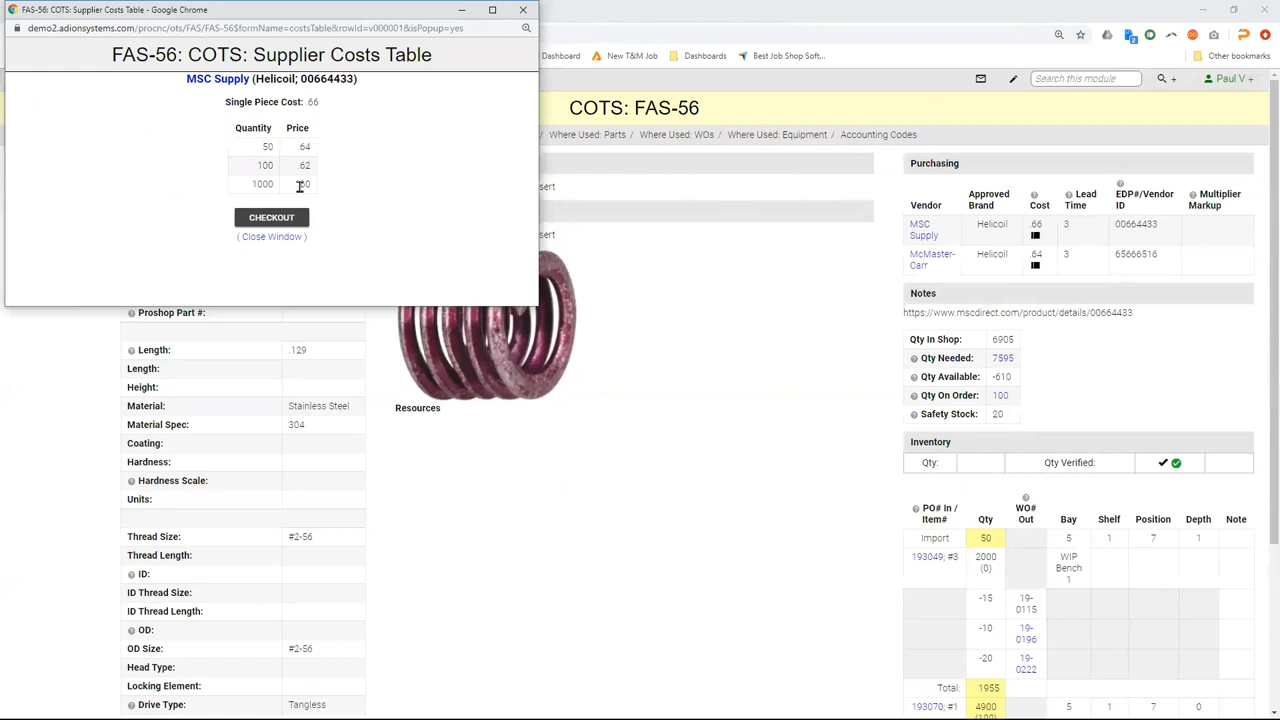 FAS-56: COTS: Supplier Costs Table - Google Chrome
demo2.adionsystems.com/procnc/ots/FAS/FAS-56$formName=costsTable&rowId=v000001&isPopup=yes
FAS-56: COTS: Supplier Costs Table
MSC Supply (Helicoil; 00664433)
Single Piece Cost: .66
Quantity Price
50 .64
100 .62
1000
CHECKOUT
( Close Window )
Dashboard New T&M Job Dashboards Best Job Shop Soft... Other bookmarks
Search this module Paul V +
COTS: FAS-56
Where Used: Parts / Where Used: WOs / Where Used: Equipment / Accounting Codes
Proshop Part #:
Length: .129
Length:
Height:
Material: Stainless Steel
Material Spec: 304
Coating:
Hardness:
Hardness Scale:
Units:
Thread Size: #2-56
Thread Length:
ID:
ID Thread Size:
ID Thread Length:
OD:
OD Size: #2-56
Head Type:
Locking Element:
Drive Type: Tangless
Resources
Purchasing
Vendor Approved Brand Cost Lead Time EDP#/Vendor ID Multiplier Markup
MSC Supply Helicoil .66 3 00664433
McMaster-Carr Helicoil .64 3 65666516
Notes
https://www.mscdirect.com/product/details/00664433
Qty In Shop: 6905
Qty Needed: 7595
Qty Available: -610
Qty On Order: 100
Safety Stock: 20
Inventory
Qty: Qty Verified:
PO# In / Item# Qty WO# Out Bay Shelf Position Depth Note
Import 50 5 1 7 1
193049; #3 2000 (0) WIP Bench 1
-15 19-0115
-10 19-0196
-20 19-0222
Total: 1955
193070; #1 4900 (100) 5 1 7 0